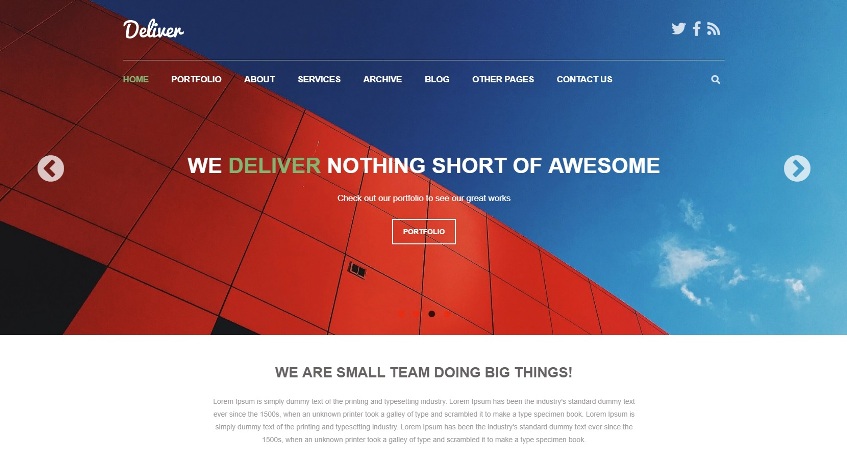 Deliver
HOME PORTFOLIO ABOUT SERVICES ARCHIVE BLOG OTHER PAGES CONTACT US
WE DELIVER NOTHING SHORT OF AWESOME
Check out our portfolio to see our great works
PORTFOLIO
WE ARE SMALL TEAM DOING BIG THINGS!
Lorem Ipsum is simply dummy text of the printing and typesetting industry. Lorem Ipsum has been the industry's standard dummy text
ever since the 1500s, when an unknown printer took a galley of type and scrambled it to make a type specimen book. Lorem Ipsum is
simply dummy text of the printing and typesetting industry. Lorem Ipsum has been the industry's standard dummy text ever since the
1500s, when an unknown printer took a galley of type and scrambled it to make a type specimen book.